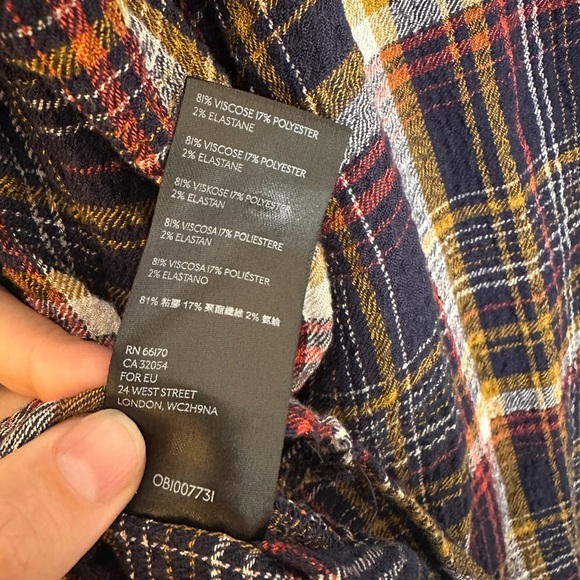 81% VISCOSE 17% POLYESTER
2% ELASTANE
81% VISCOSE 17% POLYESTER
2% ELASTANE
81% VISKOSE 17% POLYESTER
2% ELASTAN
81% VISCOSA 17% POLIESTERE
2% ELASTAN
81% VISCOSA 17% POLIÉSTER
2% ELASTANO
81% 粘膠 17% 聚酯纖維 2% 氨綸
RN 66170
CA 32054
FOR EU
24 WEST STREET
LONDON, WC2H9NA
OB1007731